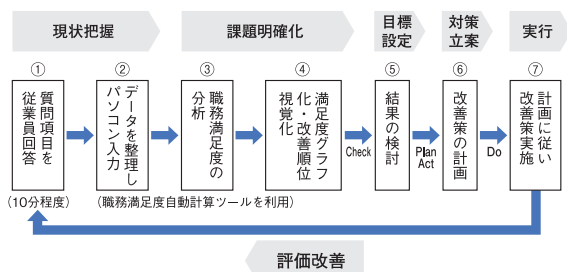 現状把握
課題明確化
目標
設定
対策
立案
実行
①
質問項目を
従業員回答
②
データを整理し
パソコン入力
③
職務満足度の
分析
④
満足度グラフ
化・改善順位
視覚化
Check
⑤
結果の検討
Plan
Act
⑥
改善策の計画
Do
⑦
計画に従い
改善策実施
(10分程度)
(職務満足度自動計算ツールを利用)
評価改善